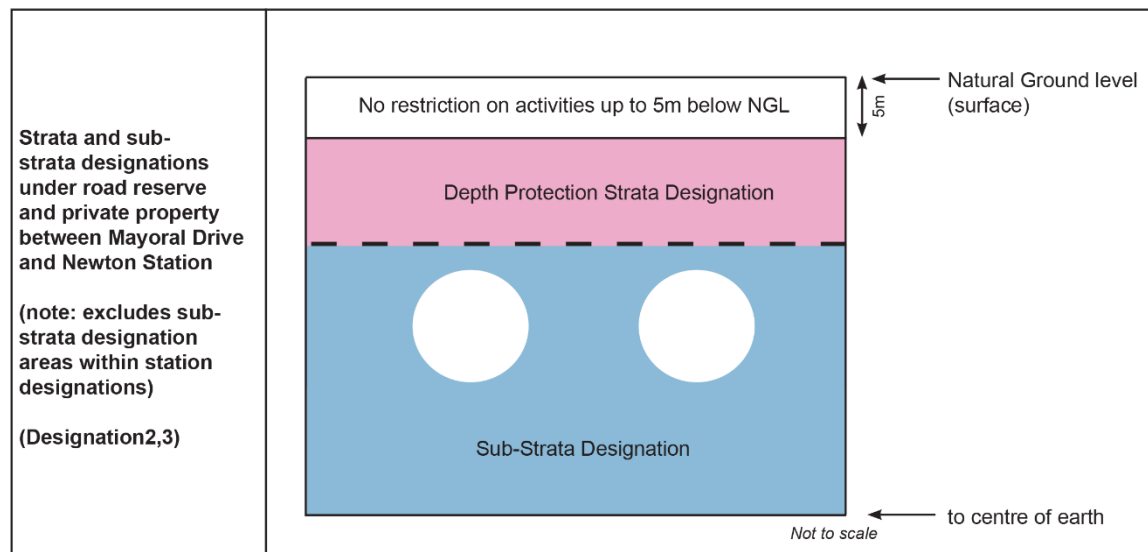 Strata and sub-
strata designations
under road reserve
and private property
between Mayoral Drive
and Newton Station
(note: excludes sub-
strata designation
areas within station
designations)
(Designation2,3)
No restriction on activities up to 5m below NGL
5m
Natural Ground level
(surface)
Depth Protection Strata Designation
Sub-Strata Designation
to centre of earth
Not to scale